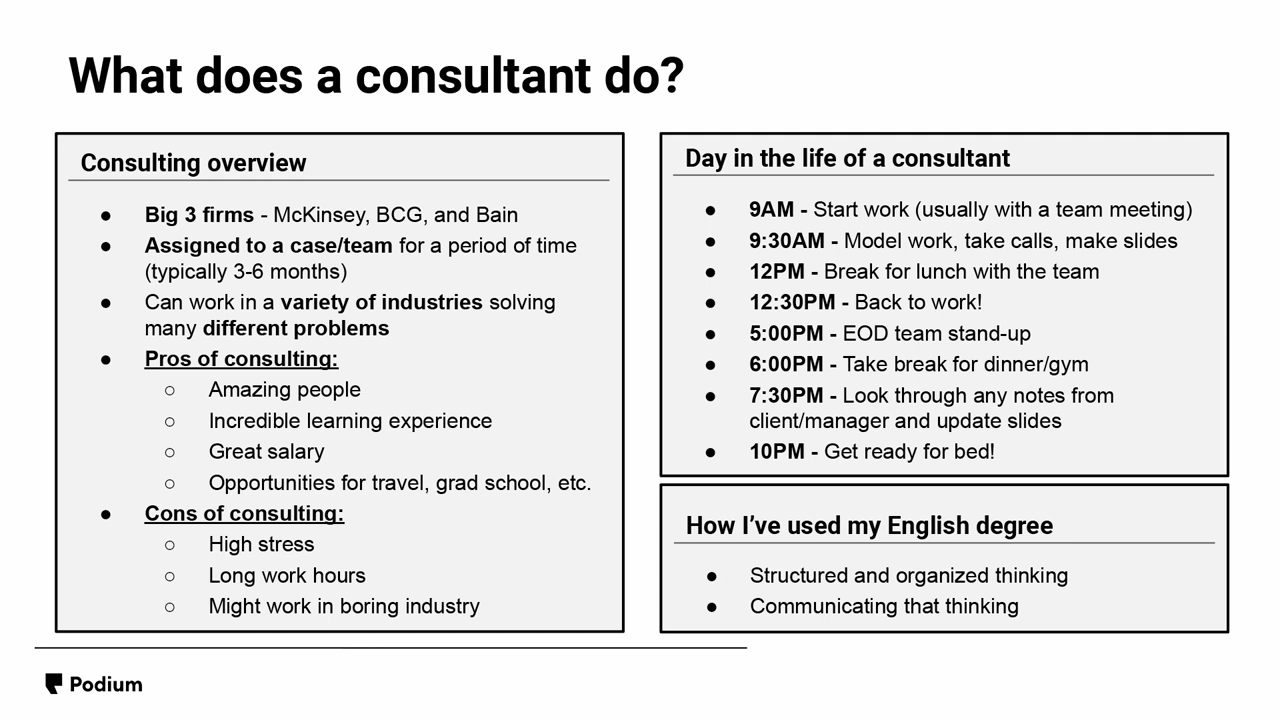 What does a consultant do?
Consulting overview
● Big 3 firms - McKinsey, BCG, and Bain
● Assigned to a case/team for a period of time
(typically 3-6 months)
● Can work in a variety of industries solving
many different problems
● Pros of consulting:
○ Amazing people
○ Incredible learning experience
○ Great salary
○ Opportunities for travel, grad school, etc.
● Cons of consulting:
○ High stress
○ Long work hours
○ Might work in boring industry
Day in the life of a consultant
● 9AM - Start work (usually with a team meeting)
● 9:30AM - Model work, take calls, make slides
● 12PM - Break for lunch with the team
● 12:30PM - Back to work!
● 5:00PM - EOD team stand-up
● 6:00PM - Take break for dinner/gym
● 7:30PM - Look through any notes from
client/manager and update slides
● 10PM - Get ready for bed!
How I’ve used my English degree
● Structured and organized thinking
● Communicating that thinking
Podium